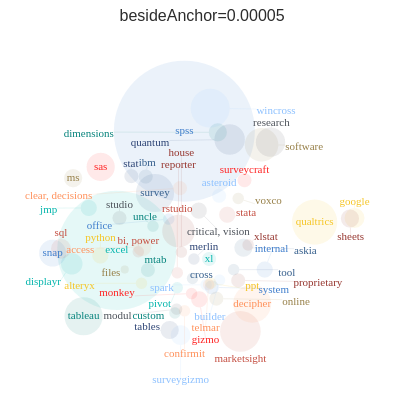 besideAnchor=0.00005
wincross
research
dimensions
spss
quantum
software
house
reporter
sas
statibm
surveycraft
ms
asteroid
clear, decisions
survey
jmp
studio
rstudio
voxco
google
uncle
stata
qualtrics
office
sql
python
bi, power
critical, vision
xlstat
sheets
snap
access
excel
merlin
internal
askia
mtab
xl
files
cross
tool
displayr
alteryx
monkey
spark
ppt
system
proprietary
pivot
decipher
online
tableau
modul
custom
builder
tables
telmar
gizmo
confirmit
marketsight
surveygizmo